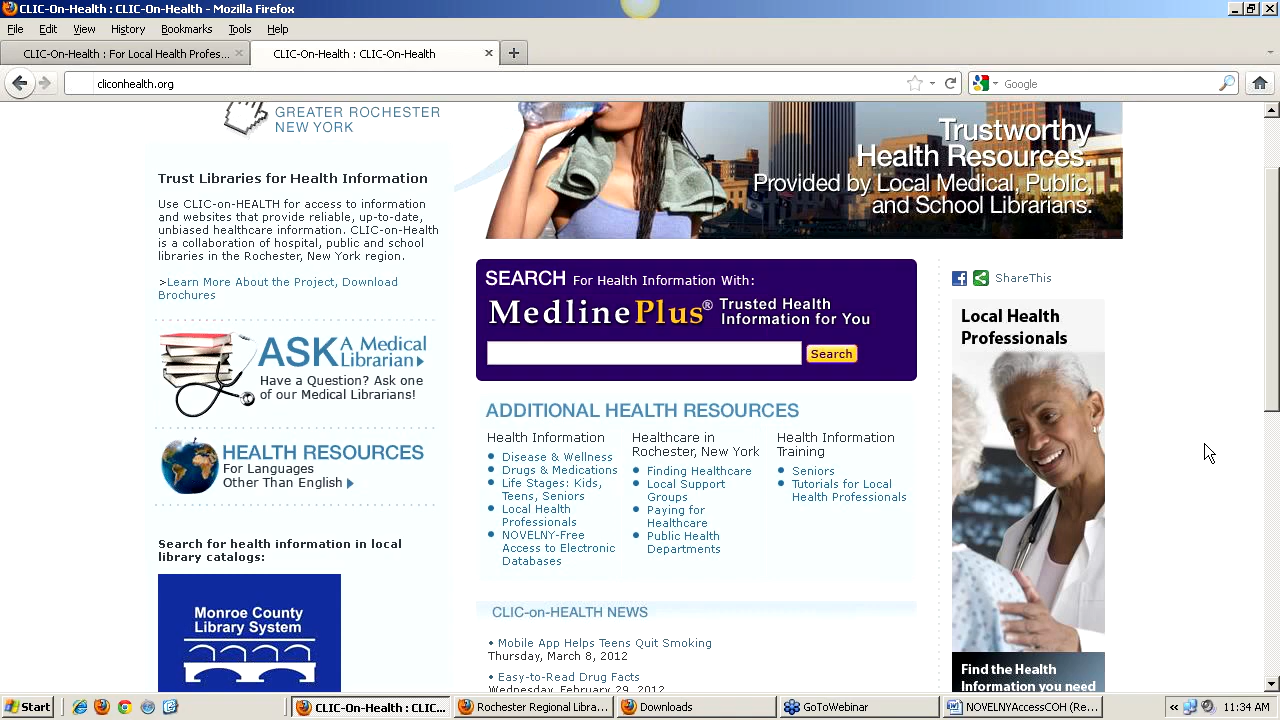 CLIC-On-Health : CLIC-On-Health - Mozilla Firefox
File Edit View History Bookmarks Tools Help
CLIC-On-Health : For Local Health Profes...
CLIC-On-Health : CLIC-On-Health
cliconhealth.org
Google
GREATER ROCHESTER
NEW YORK
Trust Libraries for Health Information
Use CLIC-on-HEALTH for access to information
and websites that provide reliable, up-to-date,
unbiased healthcare information. CLIC-on-Health
is a collaboration of hospital, public and school
libraries in the Rochester, New York region.
>Learn More About the Project, Download
Brochures
ASK A Medical
Librarian
Have a Question? Ask one
of our Medical Librarians!
HEALTH RESOURCES
For Languages
Other Than English
Search for health information in local
library catalogs:
Monroe County
Library System
Trustworthy
Health Resources.
Provided by Local Medical, Public,
and School Librarians.
SEARCH For Health Information With:
MedlinePlus® Trusted Health
Information for You
Search
ADDITIONAL HEALTH RESOURCES
Health Information
• Disease & Wellness
• Drugs & Medications
• Life Stages: Kids,
Teens, Seniors
• Local Health
Professionals
• NOVELNY-Free
Access to Electronic
Databases
Healthcare in
Rochester, New York
• Finding Healthcare
• Local Support
Groups
• Paying for
Healthcare
• Public Health
Departments
Health Information
Training
• Seniors
• Tutorials for Local
Health Professionals
CLIC-on-HEALTH NEWS
• Mobile App Helps Teens Quit Smoking
Thursday, March 8, 2012
• Easy-to-Read Drug Facts
Wednesday, February 29, 2012
ShareThis
Local Health
Professionals
Find the Health
Information you need
Start
CLIC-On-Health : CLIC...
Rochester Regional Libra...
Downloads
GoToWebinar
NOVELNYAccessCOH (Re...
11:34 AM